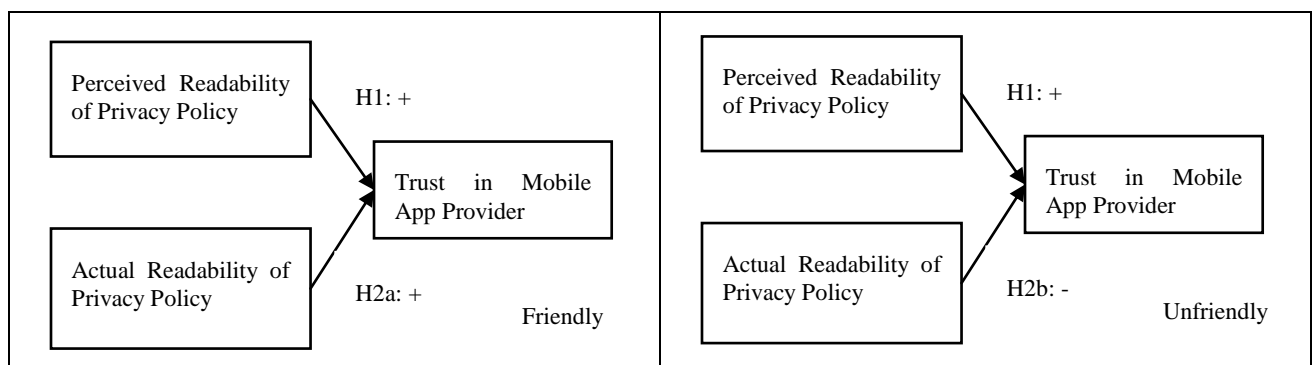 Perceived Readability
of Privacy Policy
H1: +
Trust in Mobile
App Provider
Actual Readability of
Privacy Policy
H2a: +
Friendly
Perceived Readability
of Privacy Policy
H1: +
Trust in Mobile
App Provider
Actual Readability of
Privacy Policy
H2b: -
Unfriendly